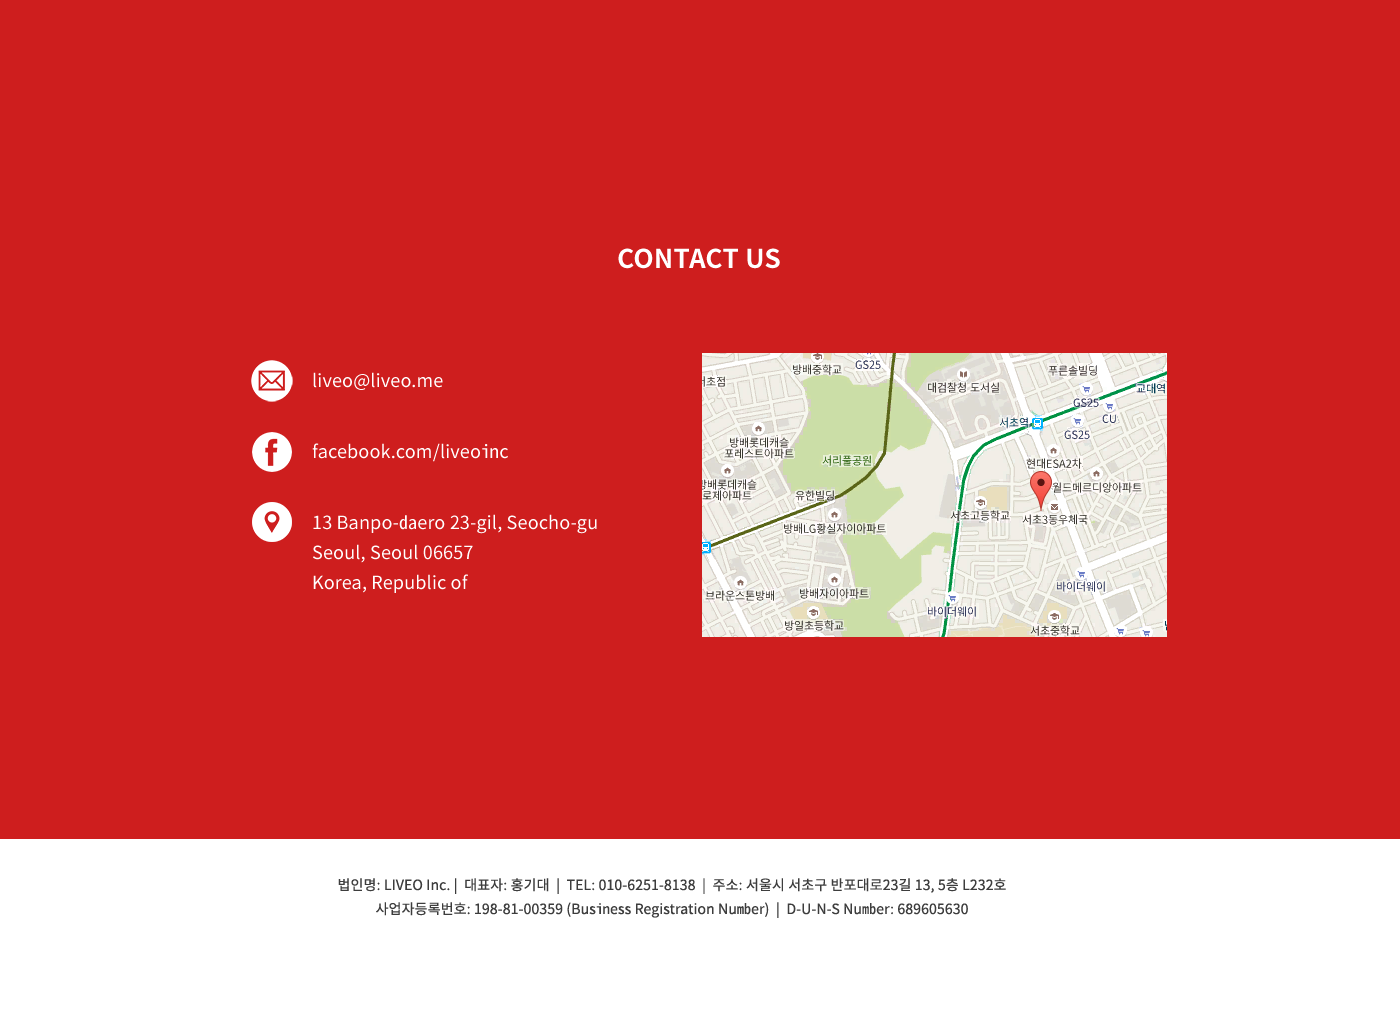 CONTACT US
liveo@liveo.me
facebook.com/liveoinc
13 Banpo-daero 23-gil, Seocho-gu
Seoul, Seoul 06657
Korea, Republic of
방배중학교
GS25
푸른솔빌딩
서초점
대검찰청 도서실
교대역
GS25
CU
서초역
GS25
방배롯데캐슬
포레스트아파트
서리풀공원
현대ESA2차
방배롯데캐슬
로제아파트
유한빌딩
월드메르디앙아파트
서초고등학교
서초3동우체국
방배LG황실자이아파트
브라운스톤방배
방배자이아파트
바이더웨이
바이더웨이
방일초등학교
서초중학교
법인명: LIVEO Inc. | 대표자: 홍기대 | TEL: 010-6251-8138 | 주소: 서울시 서초구 반포대로23길 13, 5층 L232호
사업자등록번호: 198-81-00359 (Business Registration Number) | D-U-N-S Number: 689605630